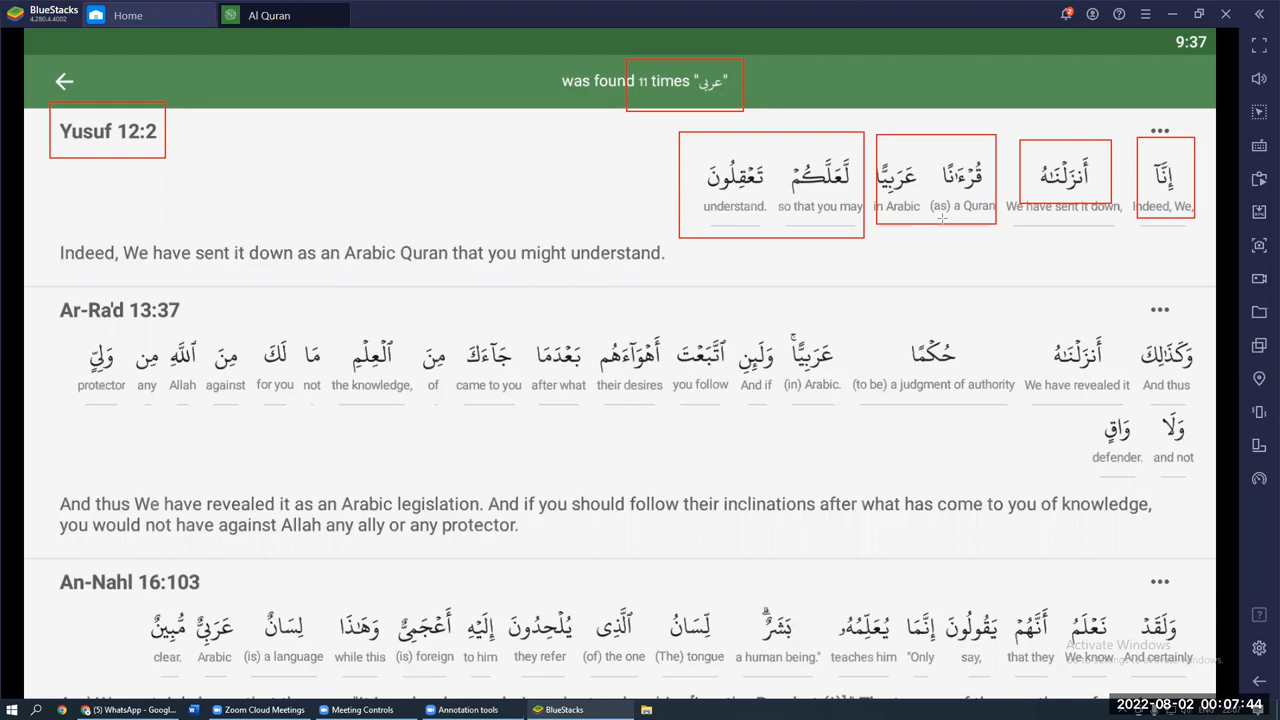 BlueStacks
4.280.4.4002
Home
Al Quran
2
9:37
was found 11 times "عربى"
Yusuf 12:2
إِنَّآ أَنزَلْنَـٰهُ قُرْءَٰنًا عَرَبِيًّا لَّعَلَّكُمْ تَعْقِلُونَ
Indeed, We, We have sent it down, (as) a Quran in Arabic so that you may understand.
Indeed, We have sent it down as an Arabic Quran that you might understand.
Ar-Ra'd 13:37
وَكَذَٰلِكَ أَنزَلْنَـٰهُ حُكْمًا عَرَبِيًّا ۚ وَلَئِنِ ٱتَّبَعْتَ أَهْوَآءَهُم بَعْدَمَا جَآءَكَ مِنَ ٱلْعِلْمِ مَا لَكَ مِنَ ٱللَّهِ مِن وَلِىٍّ
And thus We have revealed it (to be) a judgment of authority (in) Arabic. And if you follow their desires after what came to you of the knowledge, not for you against Allah any protector
وَلَا وَاقٍ
and not defender.
And thus We have revealed it as an Arabic legislation. And if you should follow their inclinations after what has come to you of knowledge,
you would not have against Allah any ally or any protector.
An-Nahl 16:103
وَلَقَدْ نَعْلَمُ أَنَّهُمْ يَقُولُونَ إِنَّمَا يُعَلِّمُهُۥ بَشَرٌ ۗ لِّسَانُ ٱلَّذِى يُلْحِدُونَ إِلَيْهِ أَعْجَمِىٌّ وَهَـٰذَا لِسَانٌ عَرَبِىٌّ مُّبِينٌ
And certainly We know that they say, "Only teaches him a human being." (The) tongue (of) the one they refer to him (is) foreign while this (is) a language Arabic clear.
Activate Windows
(1) WhatsApp - Googl...
Zoom Cloud Meetings
Meeting Controls
Annotation tools
BlueStacks
2022-08-02 00:07:44